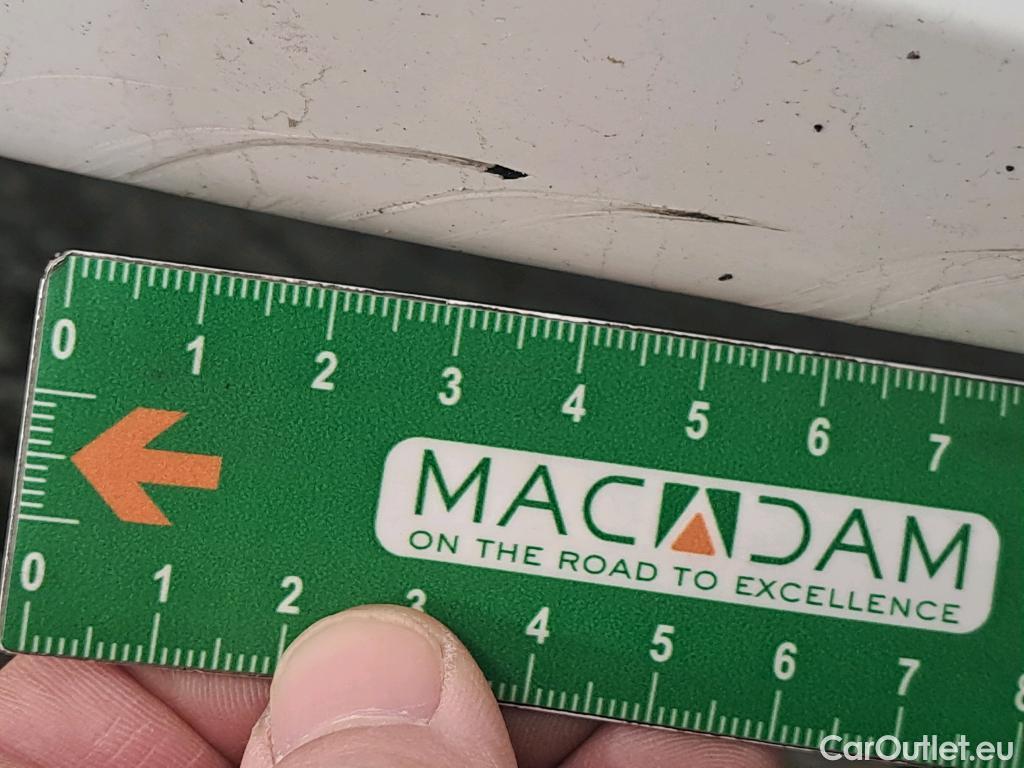 0 1 2 3 4 5 6 7
MACADAM
ON THE ROAD TO EXCELLENCE
0 1 2 3 4 5 6 7 8
CarOutlet.eu